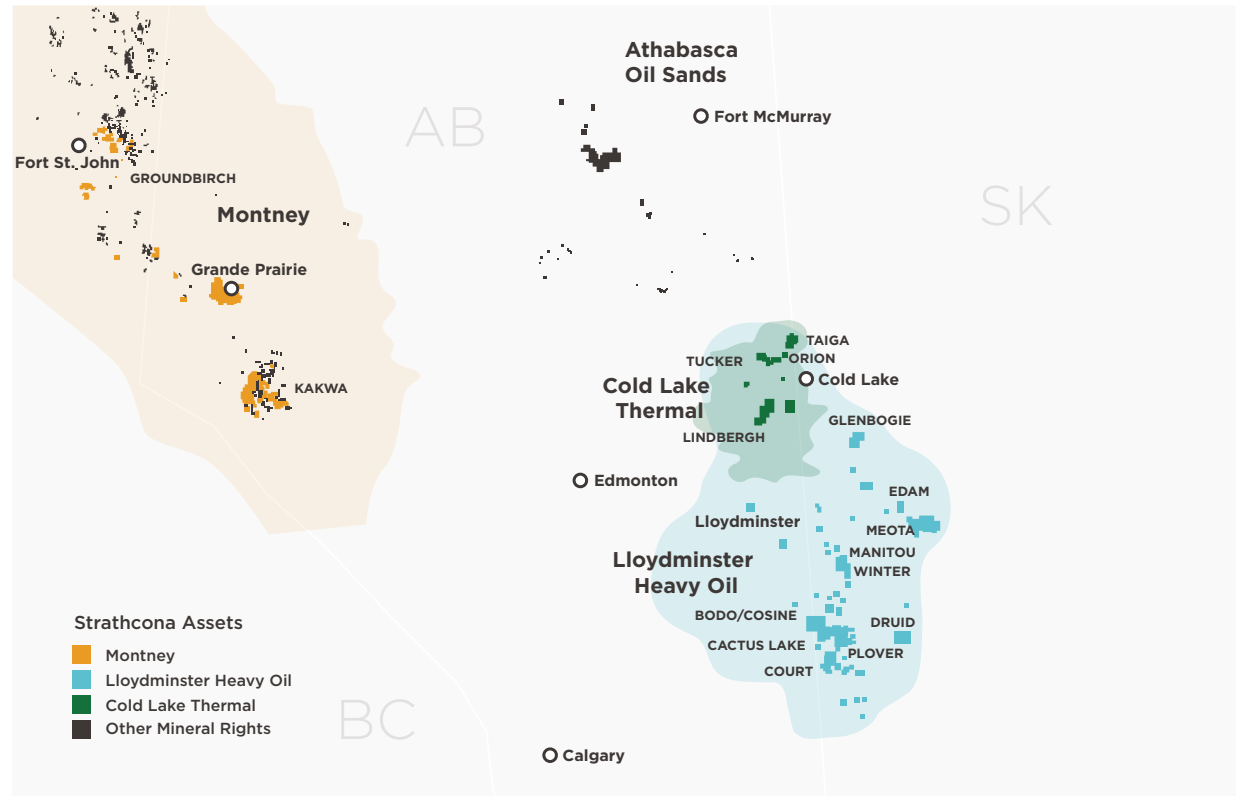 Athabasca
Oil Sands
AB
Fort McMurray
Fort St. John
GROUNDBIRCH
SK
Montney
Grande Prairie
TAIGA
TUCKER
ORION
Cold Lake
Cold Lake
Thermal
KAKWA
GLENBOGIE
LINDBERGH
Edmonton
EDAM
Lloydminster
MEOTA
MANITOU
Lloydminster
Heavy Oil
WINTER
BODO/COSINE
DRUID
CACTUS LAKE
PLOVER
COURT
Strathcona Assets
Montney
Lloydminster Heavy Oil
Cold Lake Thermal
Other Mineral Rights
BC
Calgary